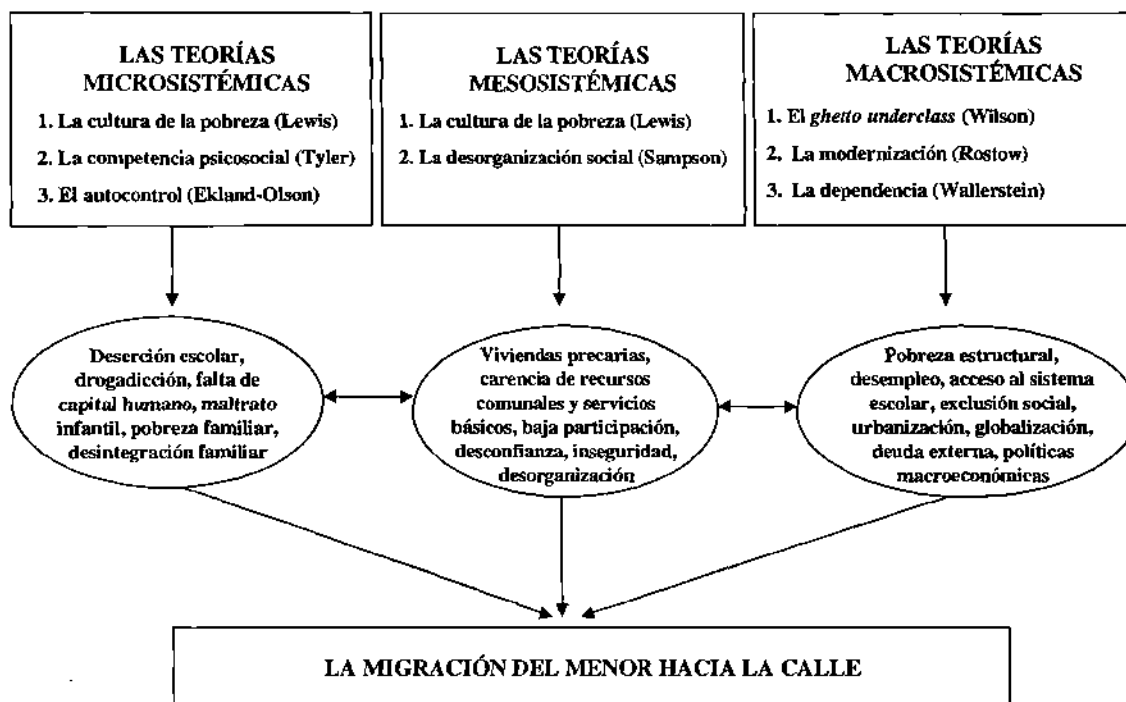 LAS TEORÍAS
MICROSISTÉMICAS
1. La cultura de la pobreza (Lewis)
2. La competencia psicosocial (Tyler)
3. El autocontrol (Ekland-Olson)
LAS TEORÍAS
MESOSISTÉMICAS
1. La cultura de la pobreza (Lewis)
2. La desorganización social (Sampson)
LAS TEORÍAS
MACROSISTÉMICAS
1. El ghetto underclass (Wilson)
2. La modernización (Rostow)
3. La dependencia (Wallerstein)
Deserción escolar,
drogadicción, falta de
capital humano, maltrato
infantil, pobreza familiar,
desintegración familiar
Viviendas precarias,
carencia de recursos
comunales y servicios
básicos, baja participación,
desconfianza, inseguridad,
desorganización
Pobreza estructural,
desempleo, acceso al sistema
escolar, exclusión social,
urbanización, globalización,
deuda externa, políticas
macroeconómicas
LA MIGRACIÓN DEL MENOR HACIA LA CALLE